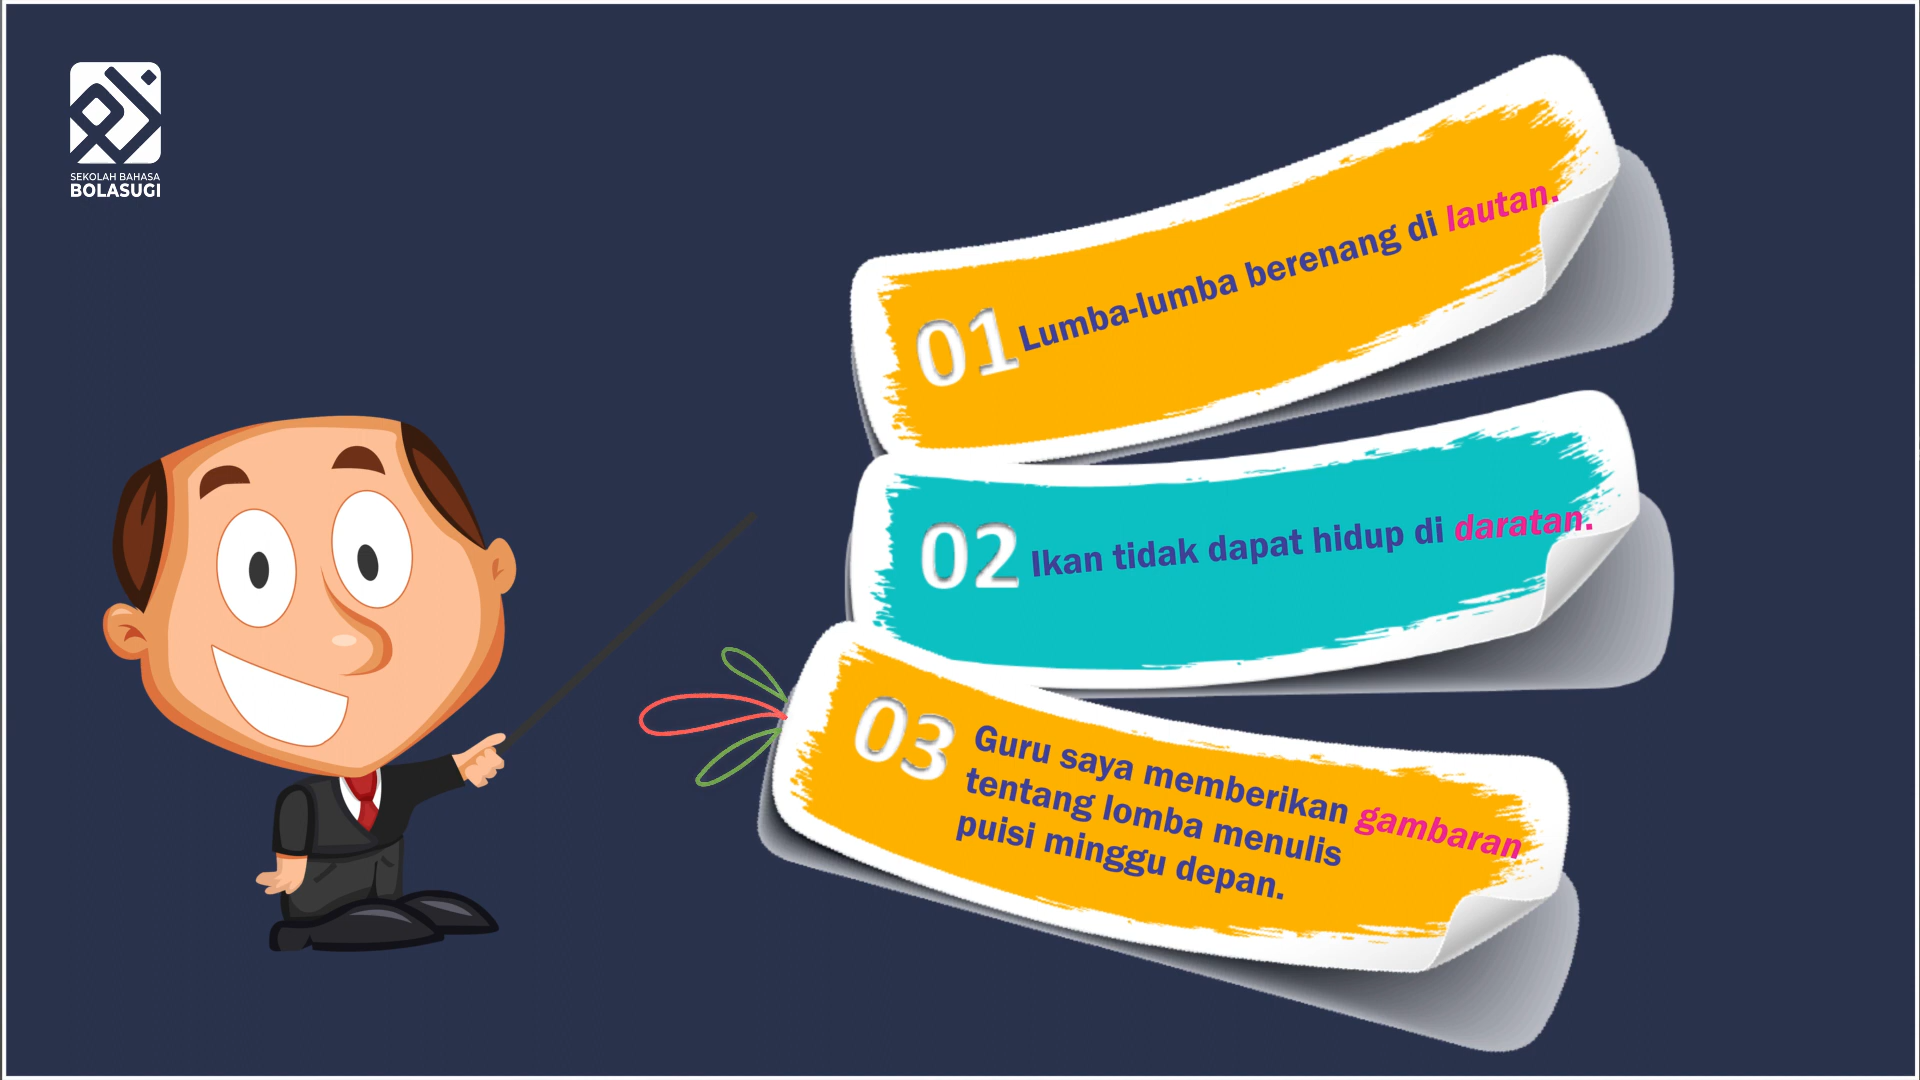 SEKOLAH BAHASA
BOLASUGI
01 Lumba-lumba berenang di lautan.
02 Ikan tidak dapat hidup di daratan.
03 Guru saya memberikan gambaran
tentang lomba menulis
puisi minggu depan.